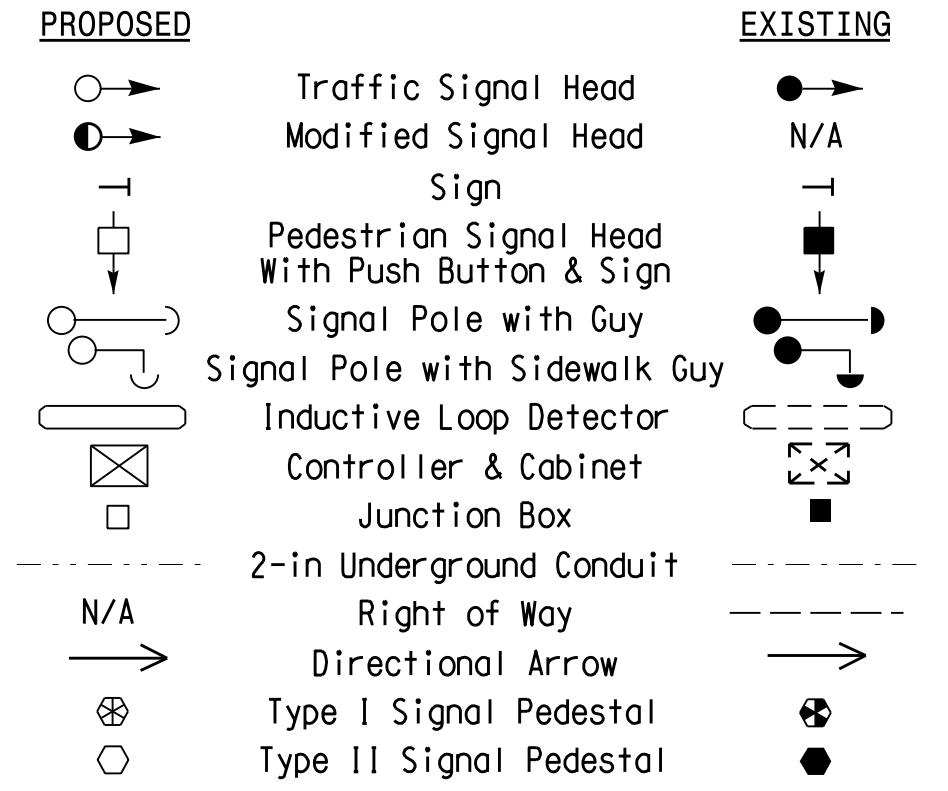 PROPOSED EXISTING
Traffic Signal Head
Modified Signal Head N/A
Sign
Pedestrian Signal Head
With Push Button & Sign
Signal Pole with Guy
Signal Pole with Sidewalk Guy
Inductive Loop Detector
Controller & Cabinet
Junction Box
2-in Underground Conduit
N/A Right of Way
Directional Arrow
Type I Signal Pedestal
Type II Signal Pedestal